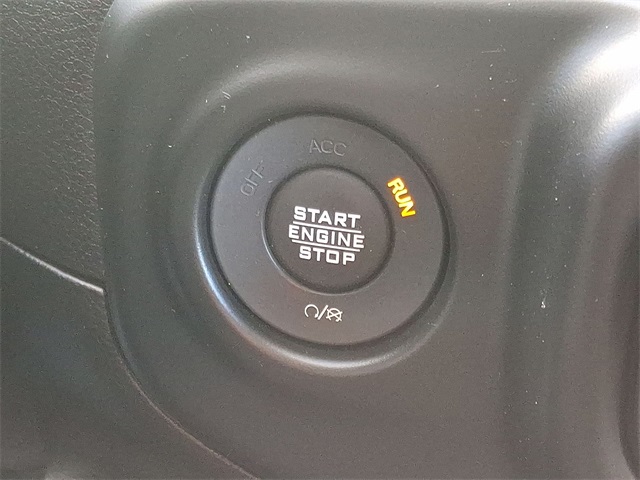 OFF
ACC
RUN
START
ENGINE
STOP